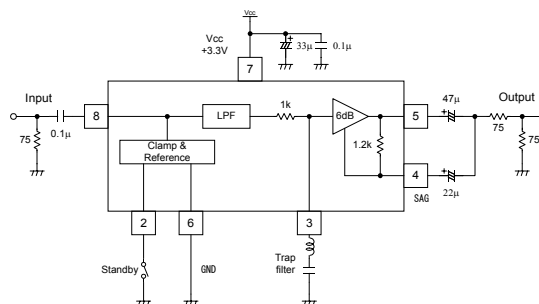 Vcc
Vcc
+3.3V
33μ
0.1μ
7
Input
8
0.1μ
75
LPF
1k
6dB
1.2k
Clamp &
Reference
5
47μ
Output
75
75
4
SAG
22μ
2
6
3
Standby
GND
Trap
filter